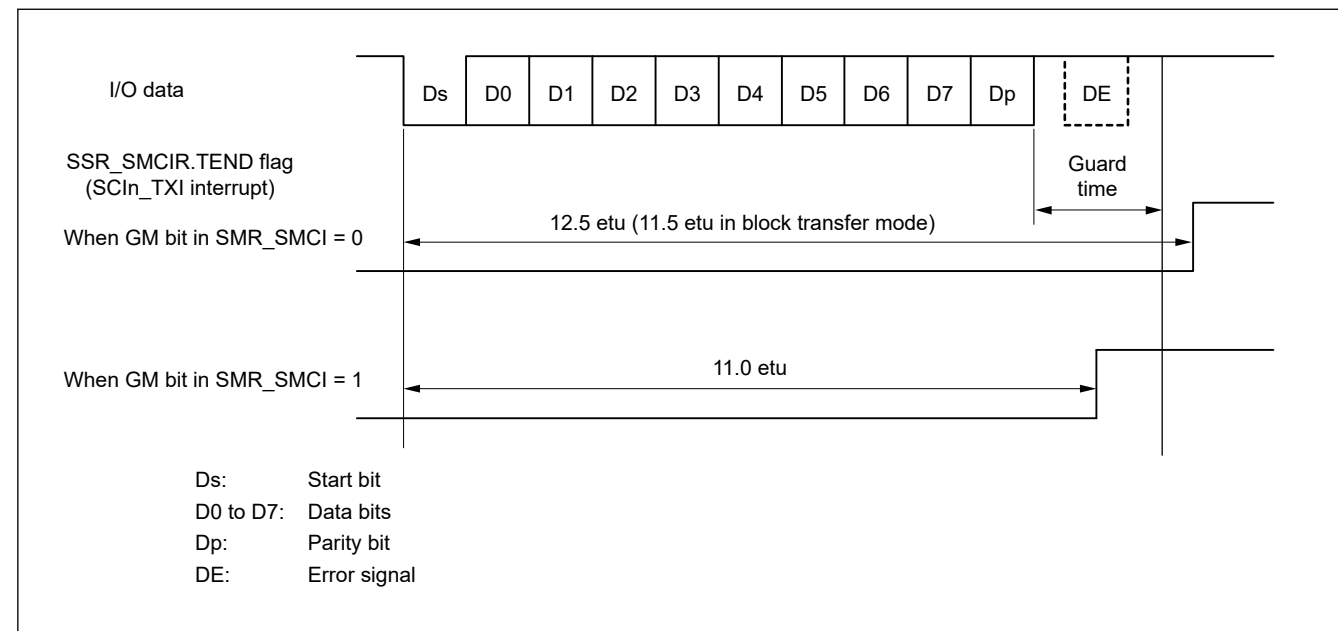 I/O data
Ds D0 D1 D2 D3 D4 D5 D6 D7 Dp DE
SSR_SMCIR.TEND flag
(SCIn_TXI interrupt)
Guard
time
When GM bit in SMR_SMCI = 0
12.5 etu (11.5 etu in block transfer mode)
When GM bit in SMR_SMCI = 1
11.0 etu
Ds: Start bit
D0 to D7: Data bits
Dp: Parity bit
DE: Error signal